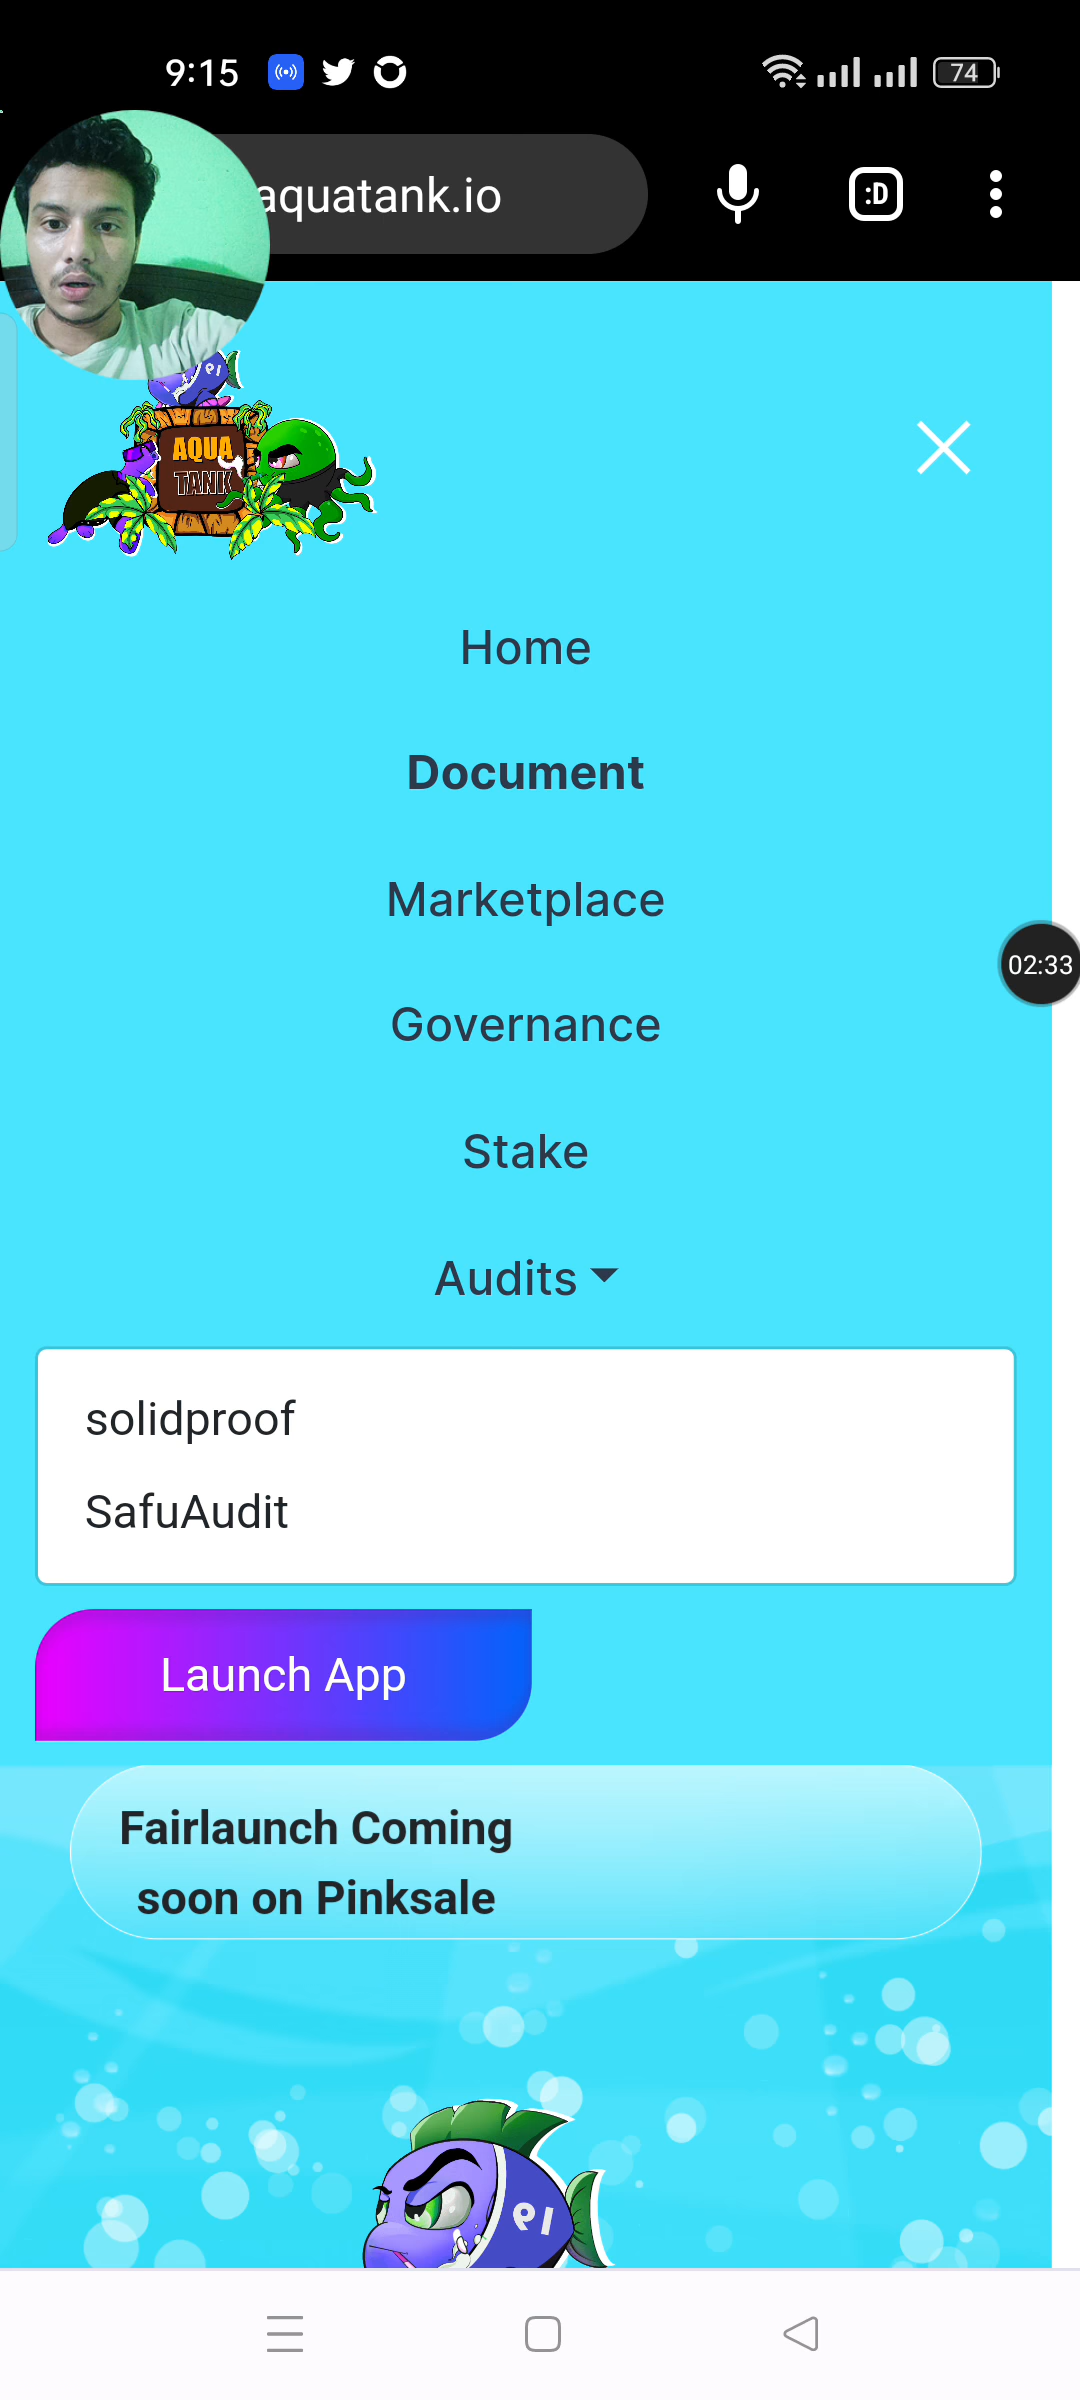 9:15
74
aquatank.io
:D
AQUA
TANK
Home
Document
Marketplace
02:33
Governance
Stake
Audits
solidproof
SafuAudit
Launch App
Fairlaunch Coming
soon on Pinksale